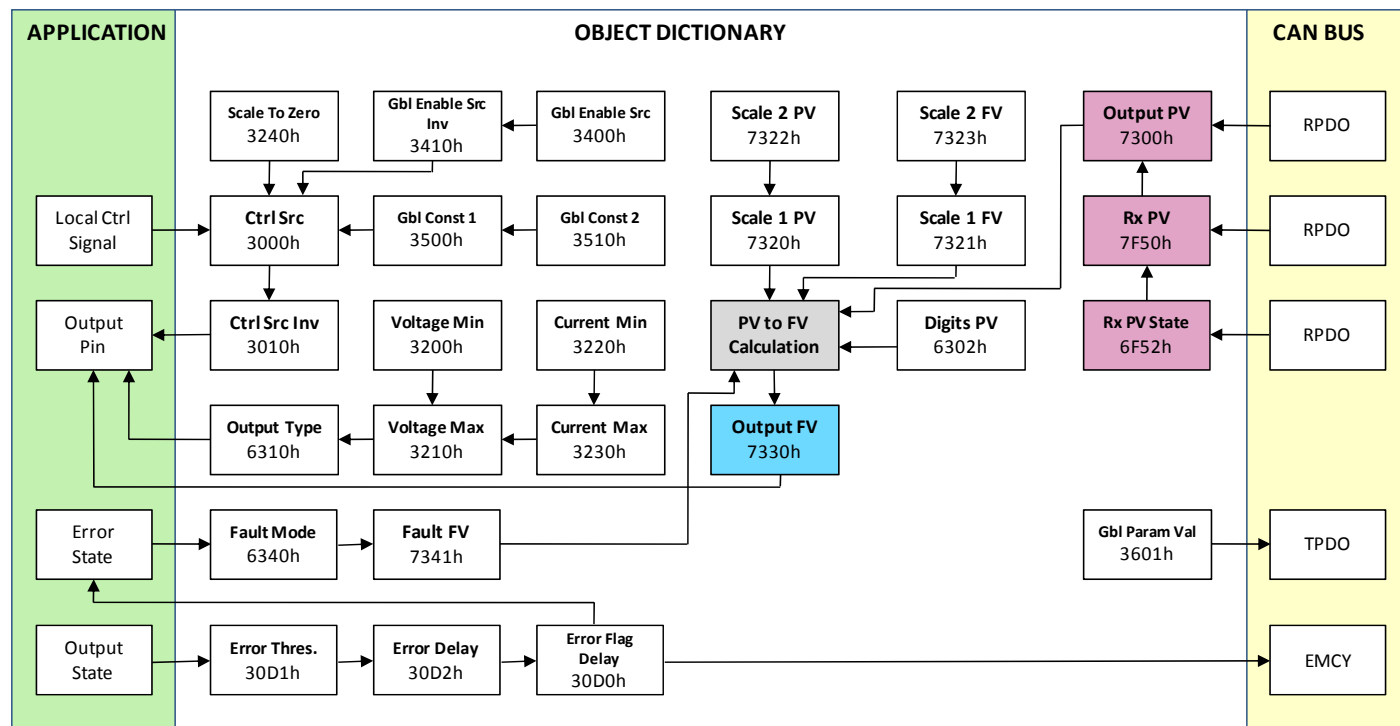 APPLICATION
OBJECT DICTIONARY
CAN BUS
Scale To Zero
3240h
Gbl Enable Src
Inv
3410h
Gbl Enable Src
3400h
Scale 2 PV
7322h
Scale 2 FV
7323h
Output PV
7300h
RPDO
Local Ctrl
Signal
Ctrl Src
3000h
Gbl Const 1
3500h
Gbl Const 2
3510h
Scale 1 PV
7320h
Scale 1 FV
7321h
Rx PV
7F50h
RPDO
Output
Pin
Ctrl Src Inv
3010h
Voltage Min
3200h
Current Min
3220h
PV to FV
Calculation
Digits PV
6302h
Rx PV State
6F52h
RPDO
Output Type
6310h
Voltage Max
3210h
Current Max
3230h
Output FV
7330h
Error
State
Fault Mode
6340h
Fault FV
7341h
Gbl Param Val
3601h
TPDO
Output
State
Error Thres.
30D1h
Error Delay
30D2h
Error Flag
Delay
30D0h
EMCY